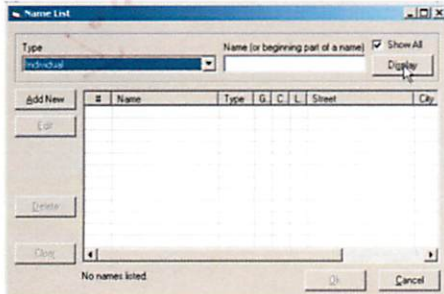 Name List
Type
Name (or beginning part of a name)
Show All
Individual
Display
Add New
# Name Type G. C. L. Street City
Edit
Delete
Clear
No names listed.
Ok
Cancel